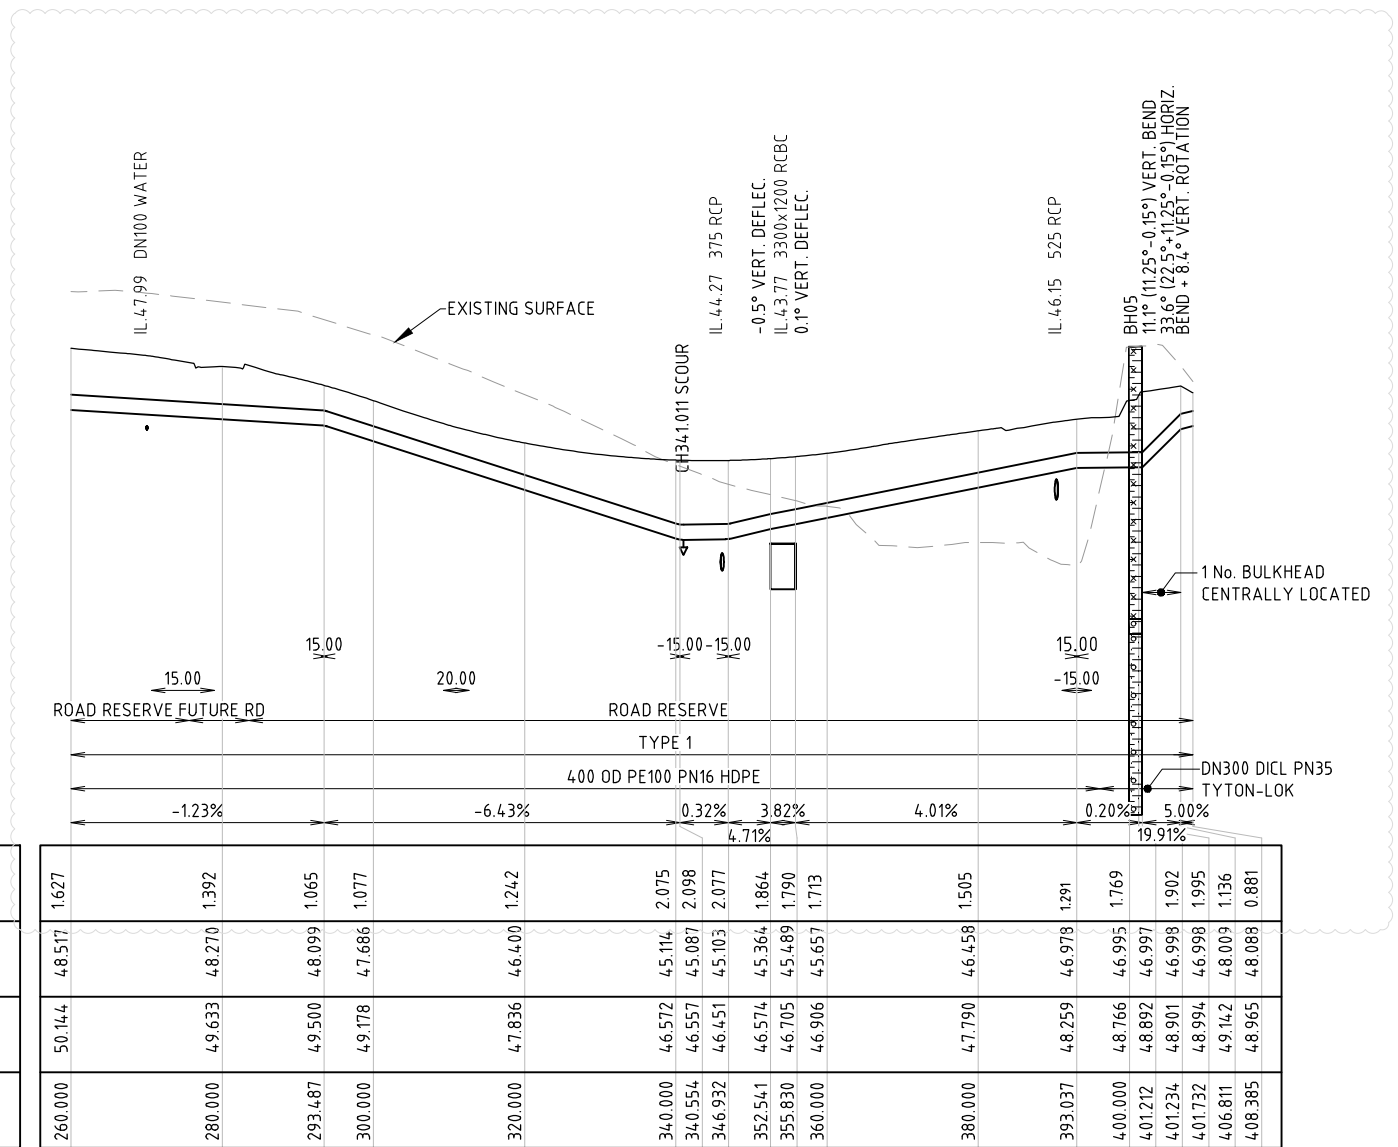 IL.47.99 DN100 WATER
EXISTING SURFACE
CH341.011 SCOUR
IL.44.27 375 RCP
-0.5° VERT. DEFLEC.
IL.43.77 3300x1200 RCBC
0.1° VERT. DEFLEC.
IL.46.15 525 RCP
BH05
11.1° (11.25°-0.15°) VERT. BEND
33.6° (22.5°+11.25°-0.15°) HORIZ.
BEND + 8.4° VERT. ROTATION
1 No. BULKHEAD
CENTRALLY LOCATED
15.00 -15.00 -15.00 15.00
15.00 20.00 -15.00
ROAD RESERVE FUTURE RD ROAD RESERVE
TYPE 1
400 OD PE100 PN16 HDPE
DN300 DICL PN35
TYTON-LOK
-1.23% -6.43% 0.32% 3.82% 4.01% 0.20% 5.00%
4.71% 19.91%
1.627 1.392 1.065 1.077 1.242 2.075 2.098 2.077 1.864 1.790 1.713 1.505 1.291 1.769 1.902 1.995 1.136 0.881
48.517 48.270 48.099 47.686 46.400 45.114 45.087 45.103 45.364 45.489 45.657 46.458 46.978 46.995 46.997 46.998 46.998 48.009 48.088
50.144 49.633 49.500 49.178 47.836 46.572 46.557 46.451 46.574 46.705 46.906 47.790 48.259 48.766 48.892 48.901 48.994 49.142 48.965
260.000 280.000 293.487 300.000 320.000 340.000 340.554 346.932 352.541 355.830 360.000 380.000 393.037 400.000 401.212 401.234 401.732 406.811 408.385